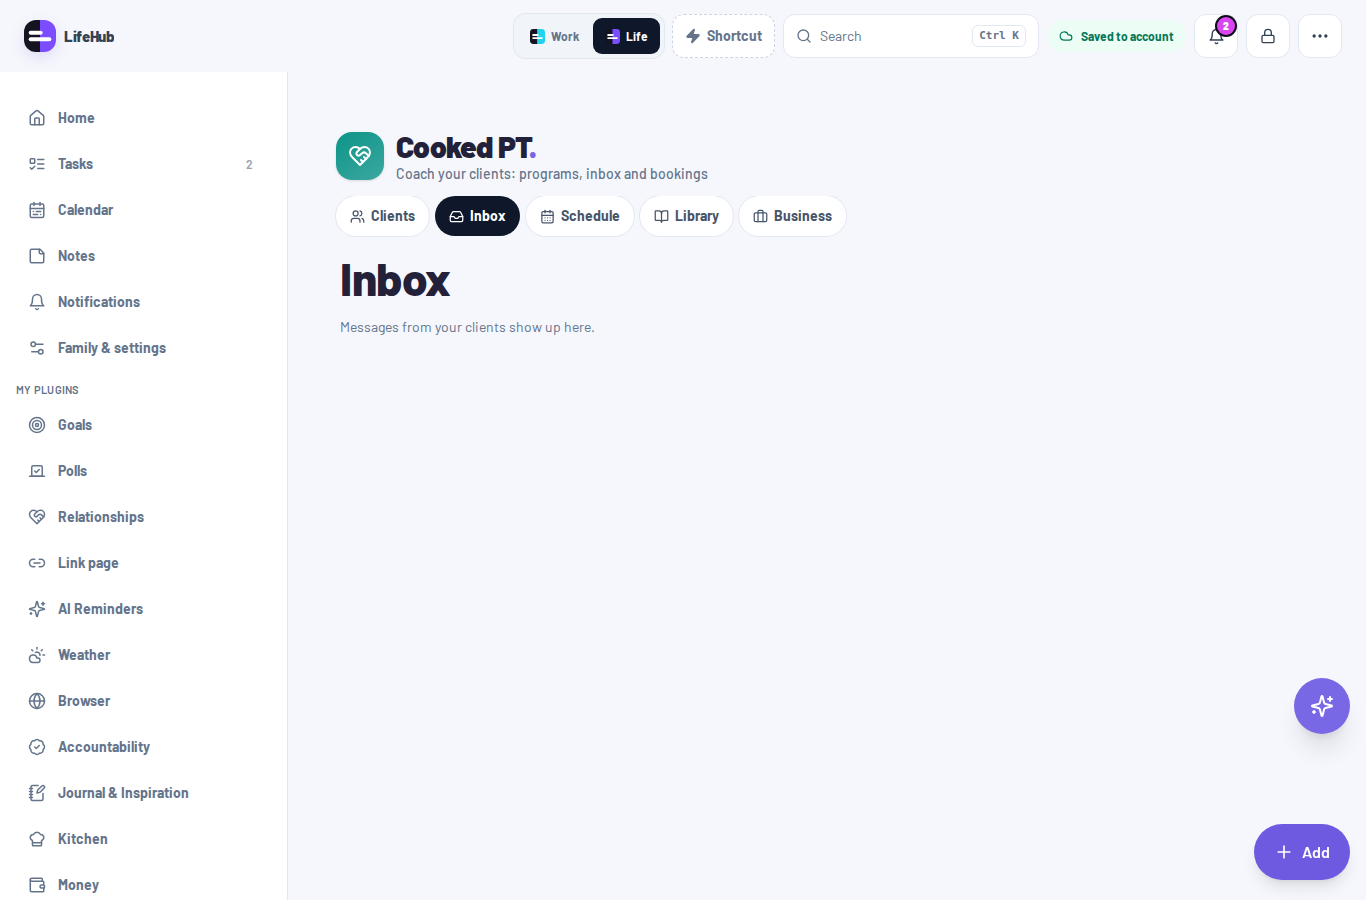 LifeHub
Work
Life
Shortcut
Search
Ctrl K
Saved to account
2
Home
Tasks
2
Calendar
Notes
Notifications
Family & settings
MY PLUGINS
Goals
Polls
Relationships
Link page
AI Reminders
Weather
Browser
Accountability
Journal & Inspiration
Kitchen
Money
Cooked PT.
Coach your clients: programs, inbox and bookings
Clients
Inbox
Schedule
Library
Business
Inbox
Messages from your clients show up here.
Add